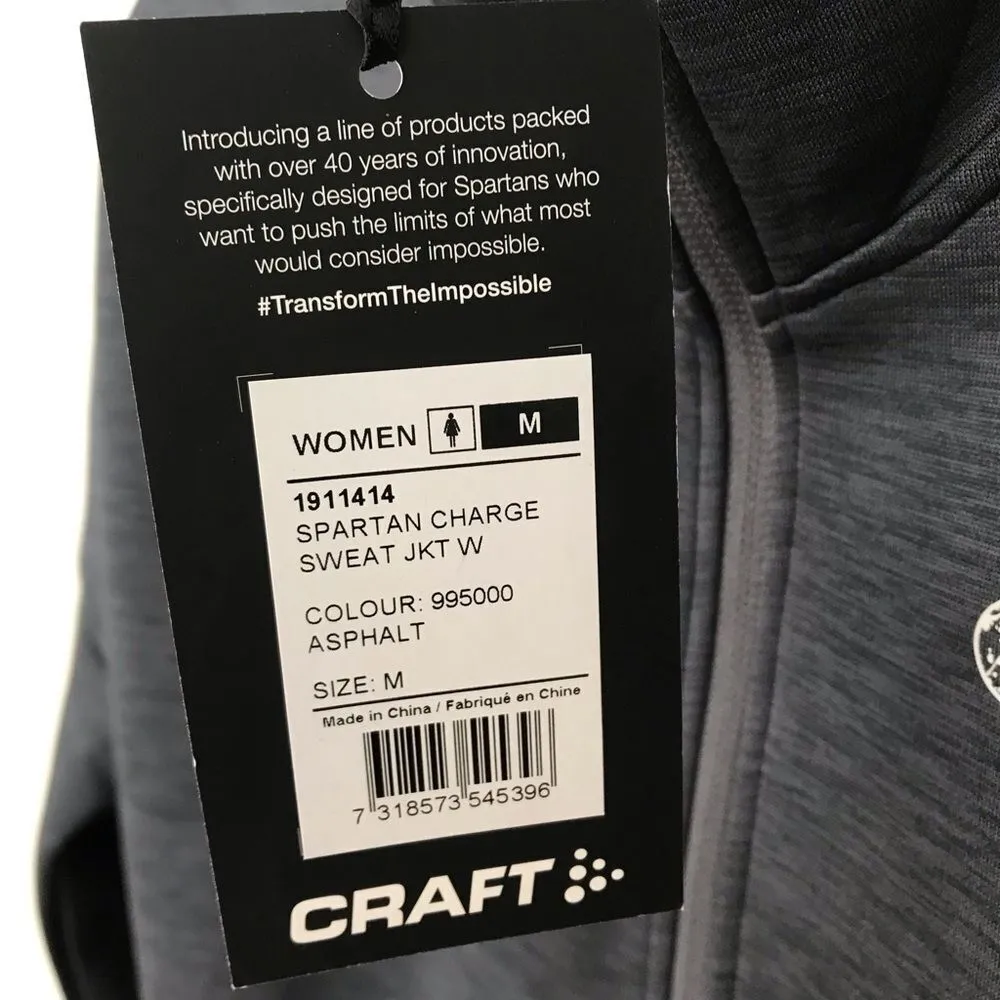 Introducing a line of products packed
with over 40 years of innovation,
specifically designed for Spartans who
want to push the limits of what most
would consider impossible.
#TransformTheImpossible
WOMEN M
1911414
SPARTAN CHARGE
SWEAT JKT W
COLOUR: 995000
ASPHALT
SIZE: M
Made in China / Fabriqué en Chine
7 318573 545396
CRAFT